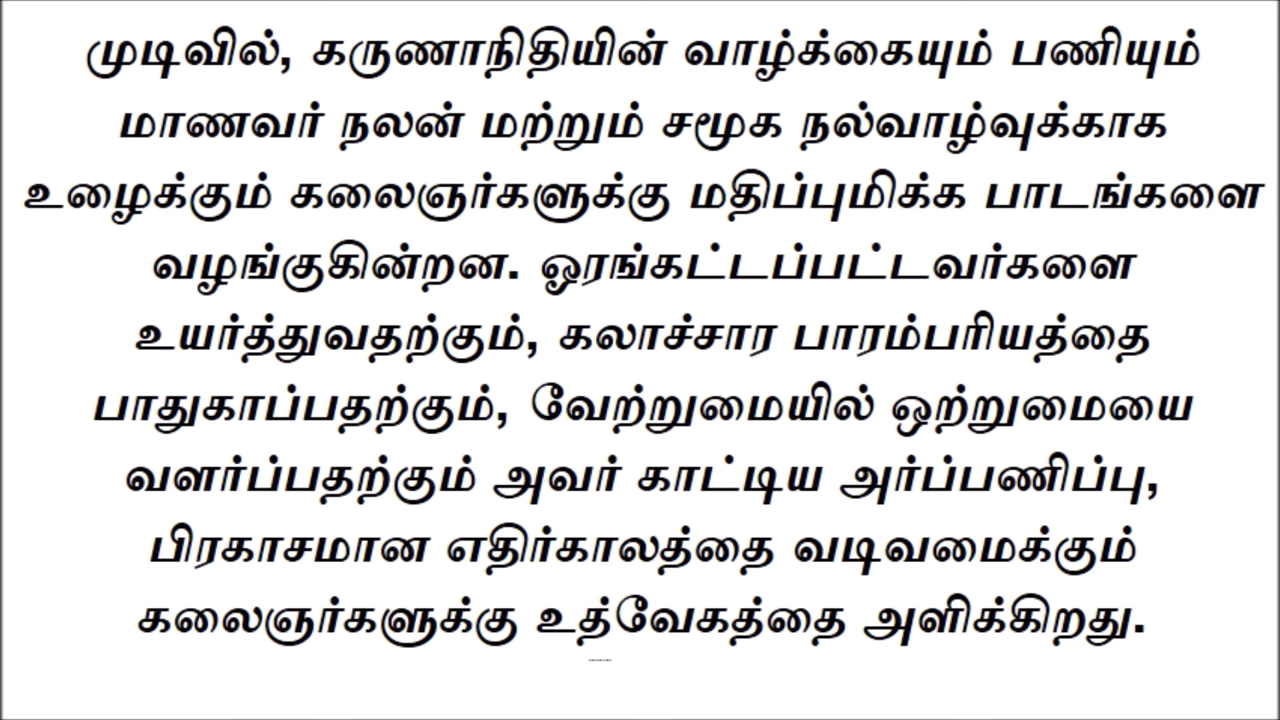 முடிவில், கருணாநிதியின் வாழ்க்கையும் பணியும்
மாணவர் நலன் மற்றும் சமூக நல்வாழ்வுக்காக
உழைக்கும் கலைஞர்களுக்கு மதிப்புமிக்க பாடங்களை
வழங்குகின்றன. ஓரங்கட்டப்பட்டவர்களை
உயர்த்துவதற்கும், கலாச்சார பாரம்பரியத்தை
பாதுகாப்பதற்கும், வேற்றுமையில் ஒற்றுமையை
வளர்ப்பதற்கும் அவர் காட்டிய அர்ப்பணிப்பு,
பிரகாசமான எதிர்காலத்தை வடிவமைக்கும்
கலைஞர்களுக்கு உத்வேகத்தை அளிக்கிறது.